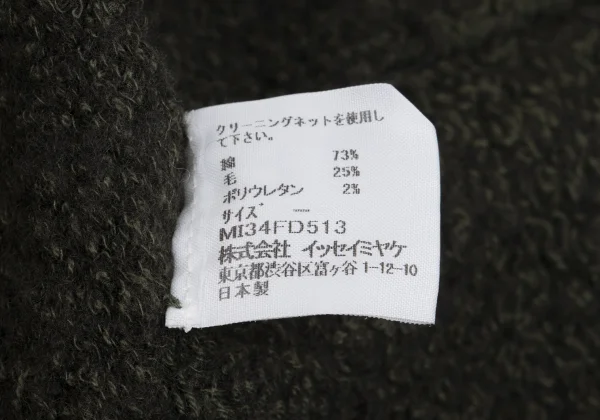 クリーニングネットを使用し
て下さい。
綿 73%
毛 25%
ポリウレタン 2%
サイズ
MI34FD513
株式会社 イッセイミヤケ
東京都渋谷区富ヶ谷 1-12-10
日本製